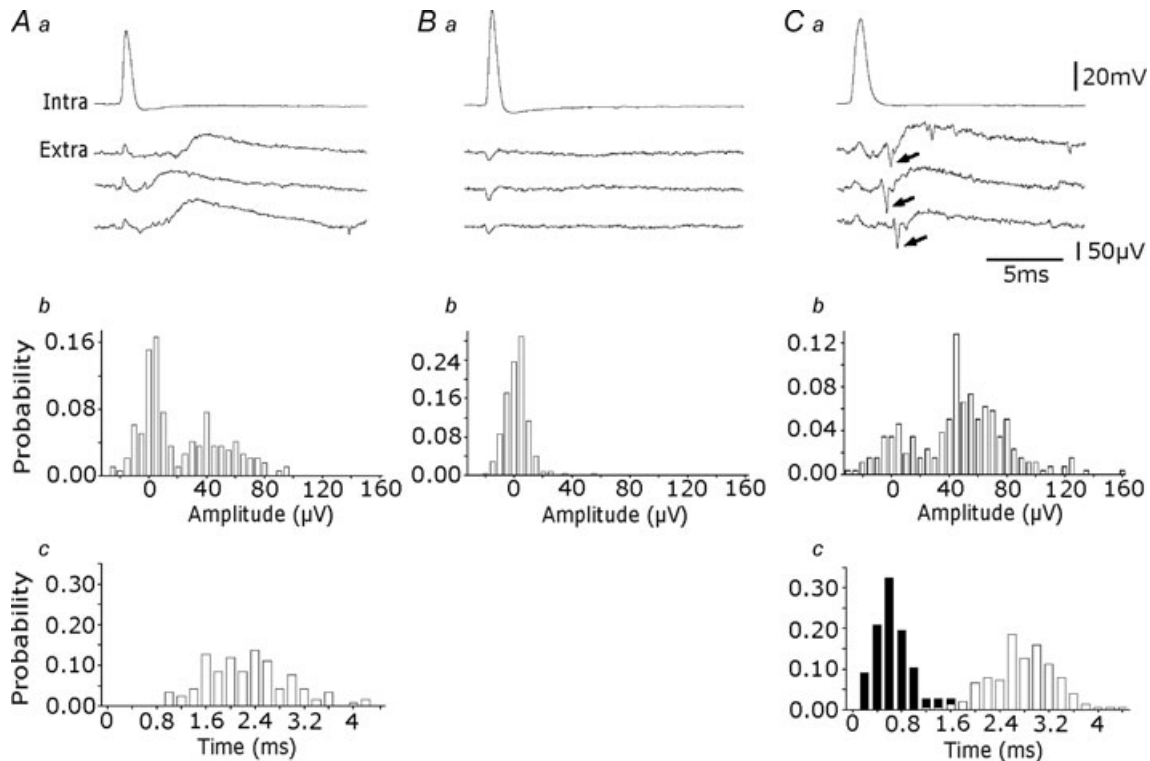 A a
B a
C a
20mV
Intra
Extra
50µV
5ms
b
b
b
Probability
0.16
0.08
0.00
0 40 80 120 160
Amplitude (µV)
0.24
0.16
0.08
0.00
0 40 80 120 160
Amplitude (µV)
0.12
0.08
0.04
0.00
0 40 80 120 160
Amplitude (µV)
c
c
Probability
0.30
0.20
0.10
0.00
0 0.8 1.6 2.4 3.2 4
Time (ms)
0.30
0.20
0.10
0.00
0 0.8 1.6 2.4 3.2 4
Time (ms)